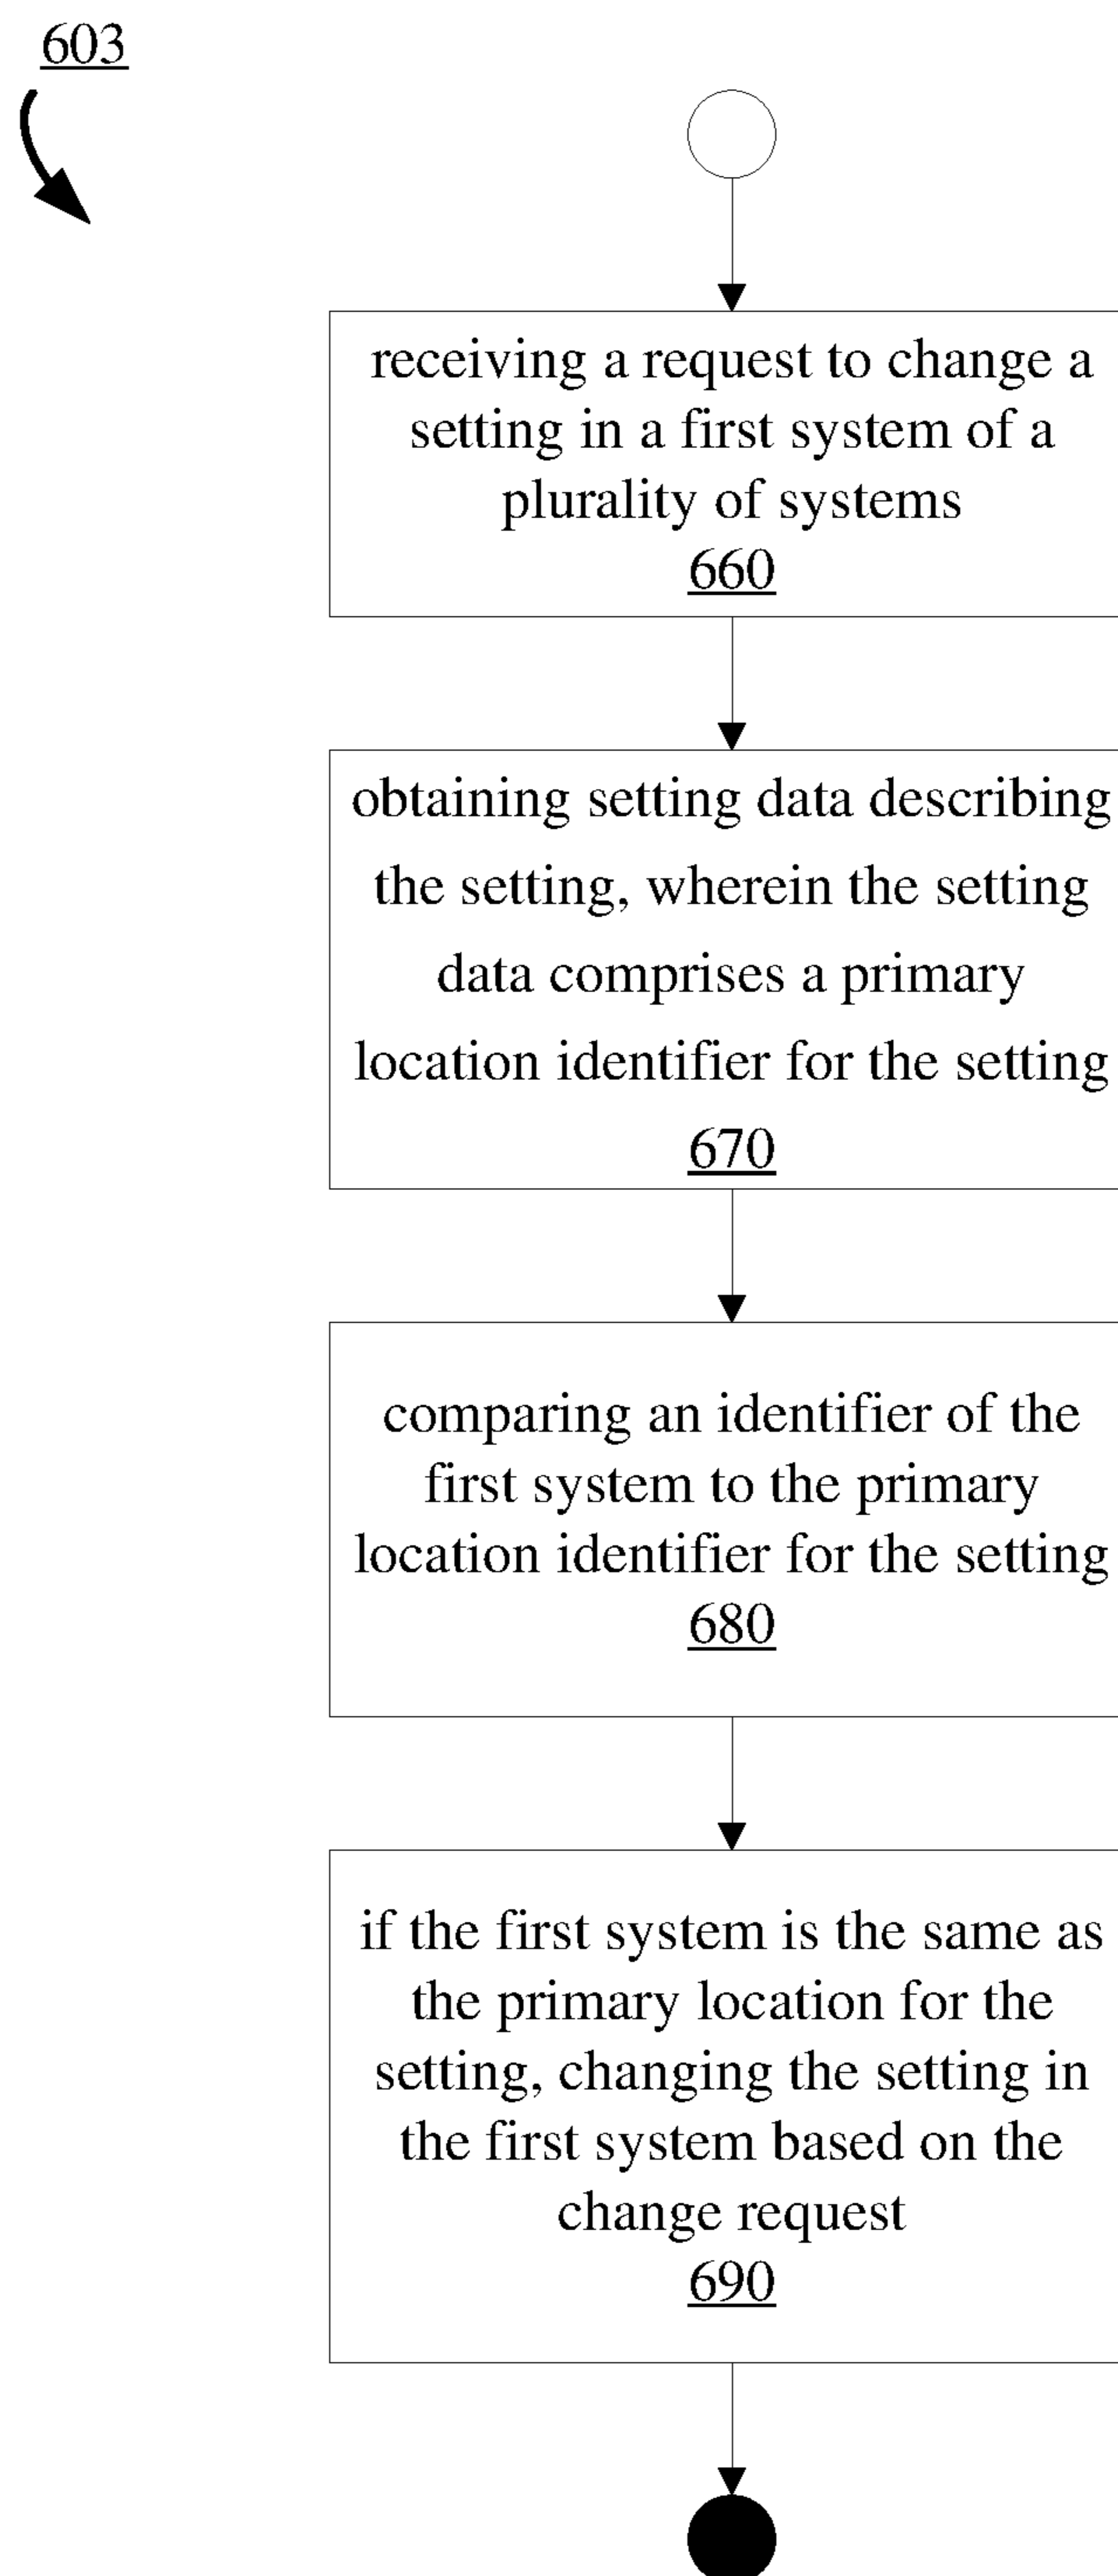 603
receiving a request to change a
setting in a first system of a
plurality of systems
660
obtaining setting data describing
the setting, wherein the setting
data comprises a primary
location identifier for the setting
670
comparing an identifier of the
first system to the primary
location identifier for the setting
680
if the first system is the same as
the primary location for the
setting, changing the setting in
the first system based on the
change request
690